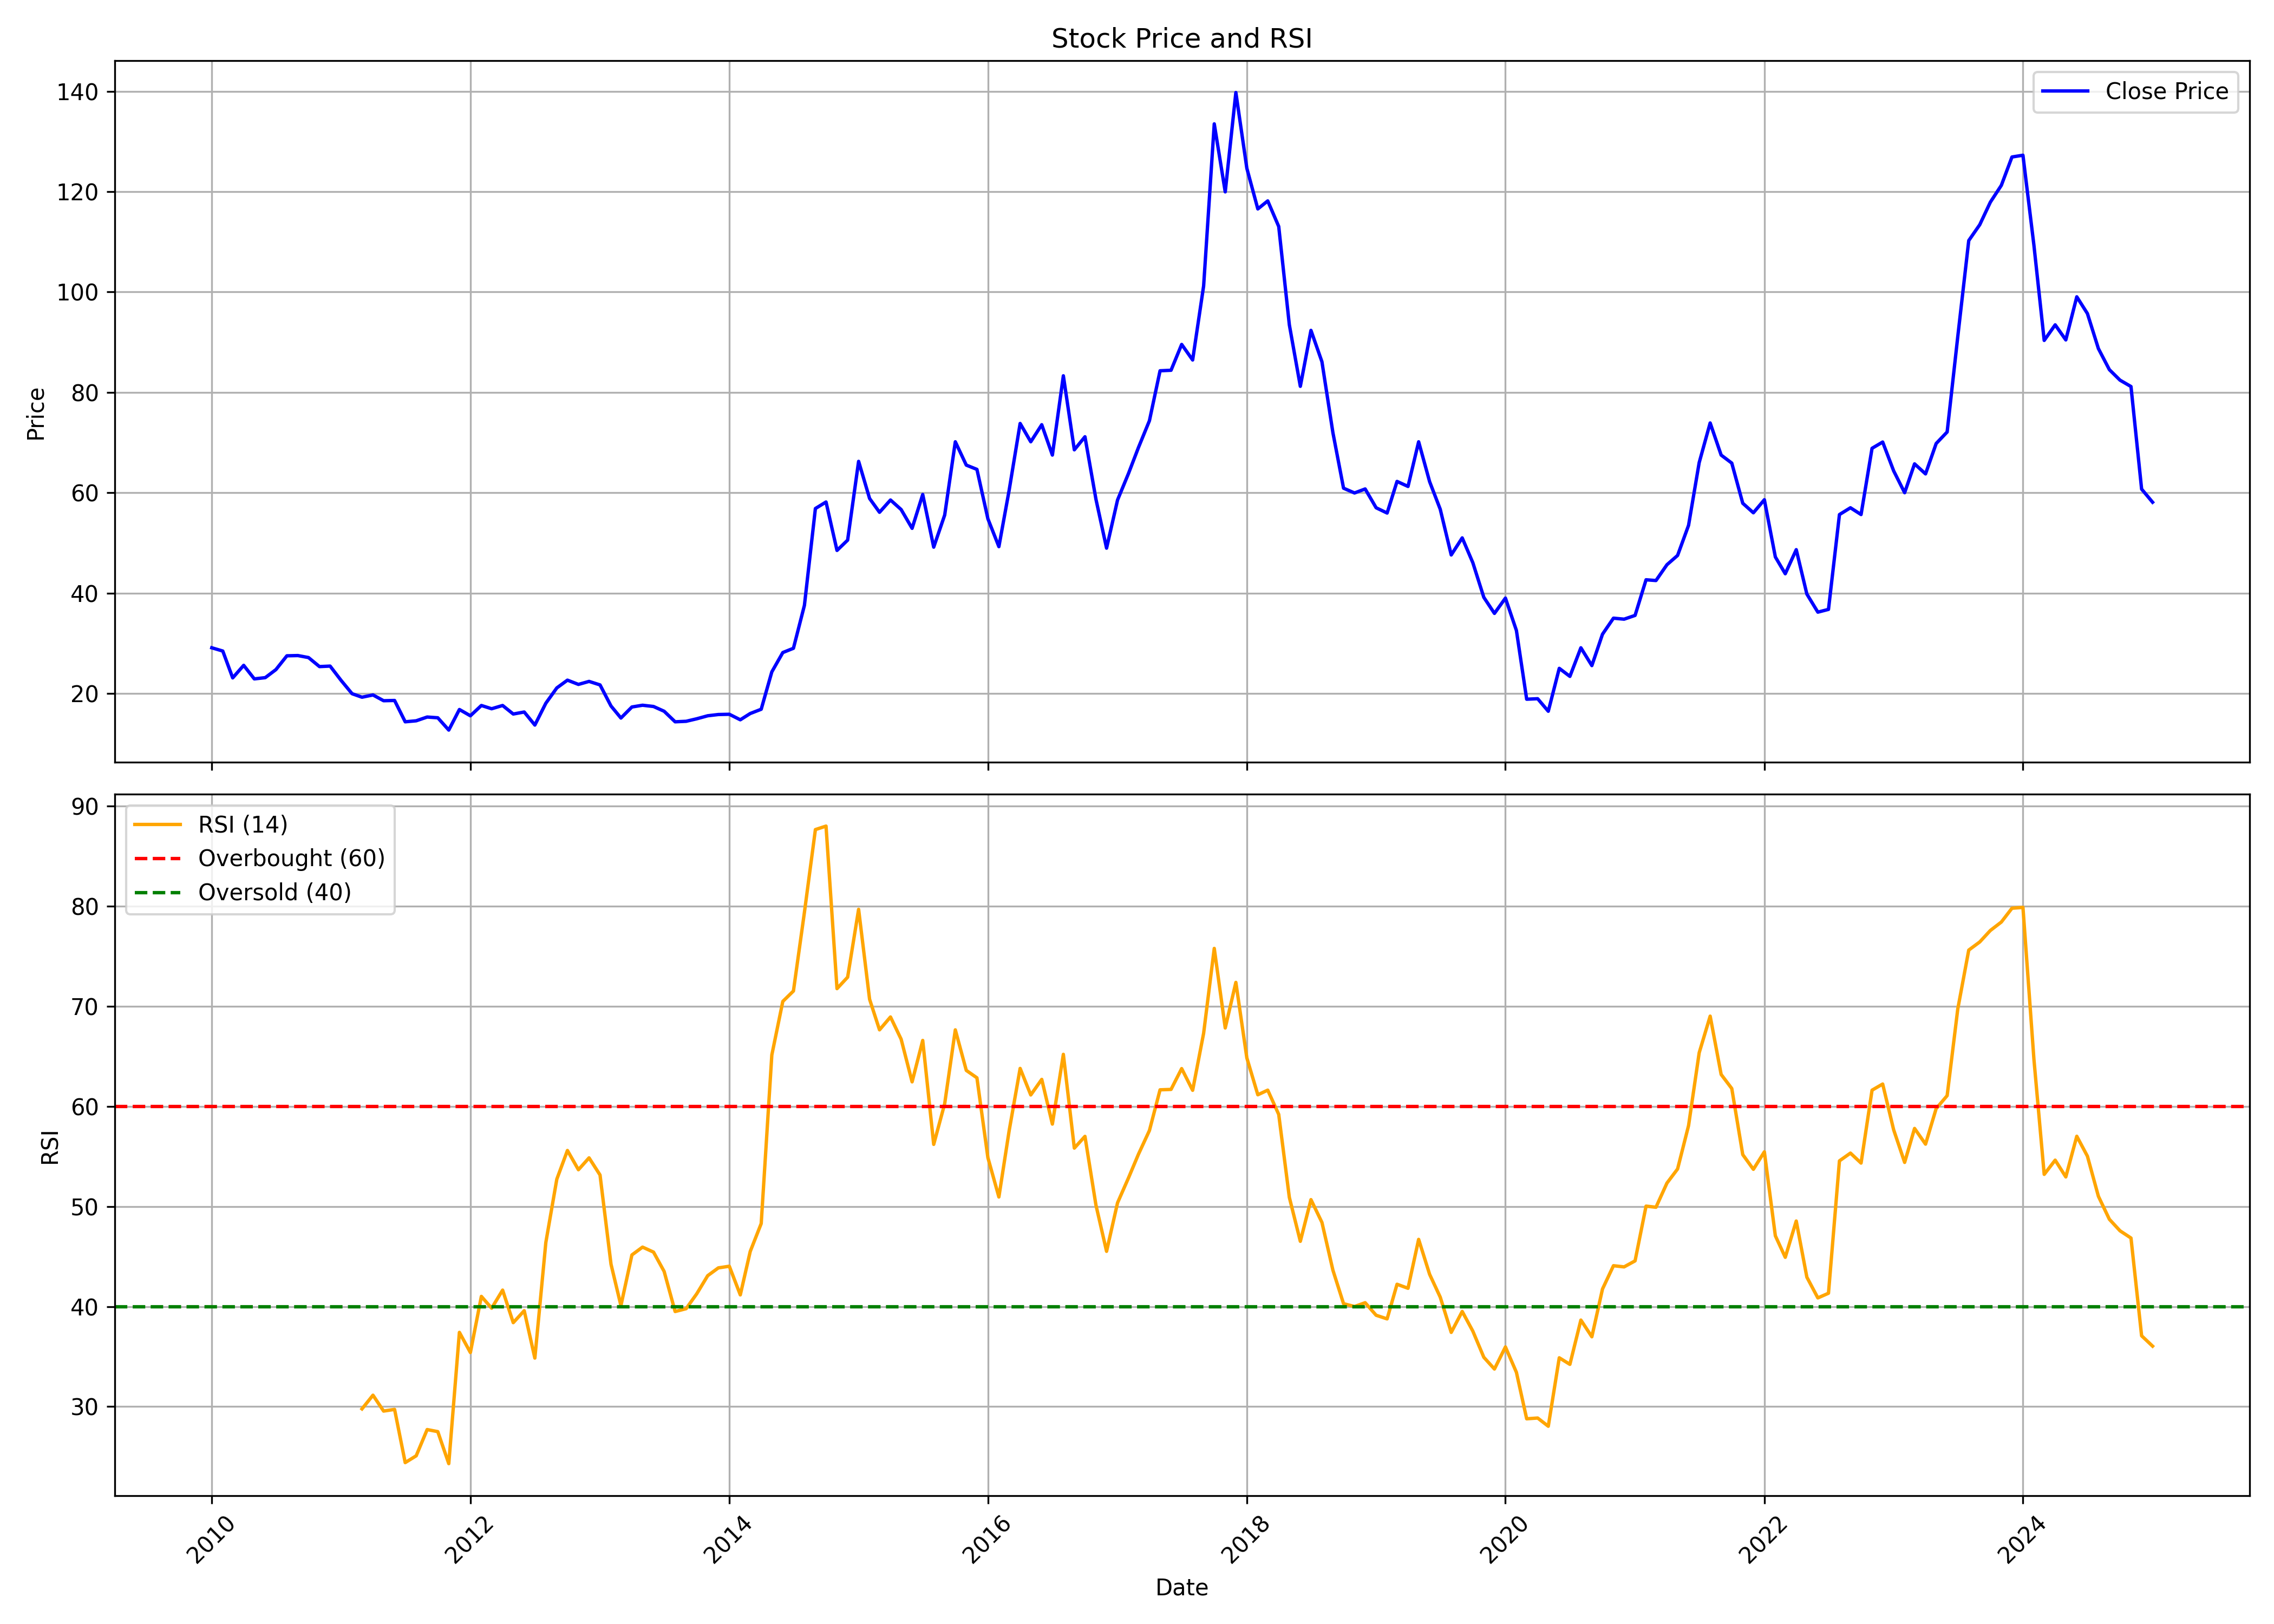 Stock Price and RSI
Close Price
140
120
100
80
60
40
20
Price
RSI (14)
Overbought (60)
Oversold (40)
90
80
70
60
50
40
30
RSI
2010
2012
2014
2016
2018
2020
2022
2024
Date